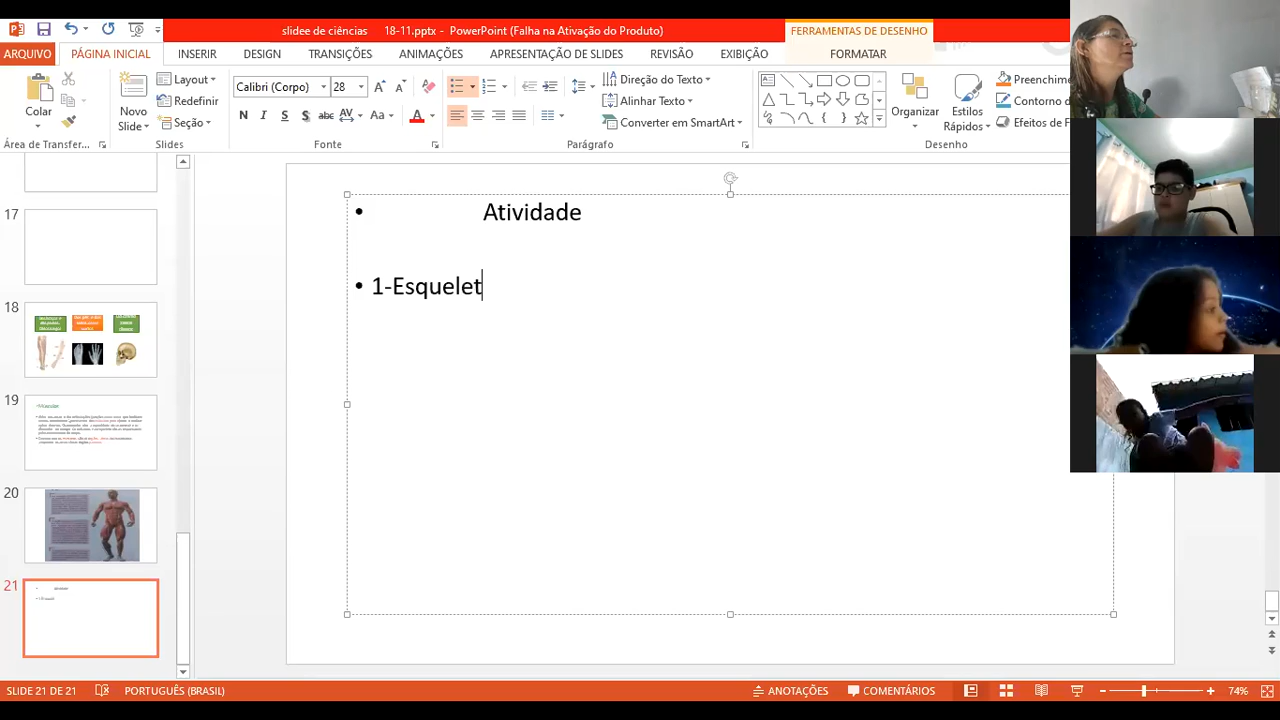 slidee de ciências 18-11.pptx - PowerPoint (Falha na Ativação do Produto)
FERRAMENTAS DE DESENHO
ARQUIVO PÁGINA INICIAL INSERIR DESIGN TRANSIÇÕES ANIMAÇÕES APRESENTAÇÃO DE SLIDES REVISÃO EXIBIÇÃO FORMATAR
Colar
Área de Transfer...
Novo
Slide
Layout
Redefinir
Seção
Slides
Calibri (Corpo) 28
N I S S abc AV Aa A
Fonte
Direção do Texto
Alinhar Texto
Converter em SmartArt
Parágrafo
Organizar
Estilos
Rápidos
Preenchime
Contorno d
Efeitos de F
Desenho
17
18
19
Músculos
20
21
• Atividade
• 1-Esquelet
SLIDE 21 DE 21 PORTUGUÊS (BRASIL) ANOTAÇÕES COMENTÁRIOS 74%